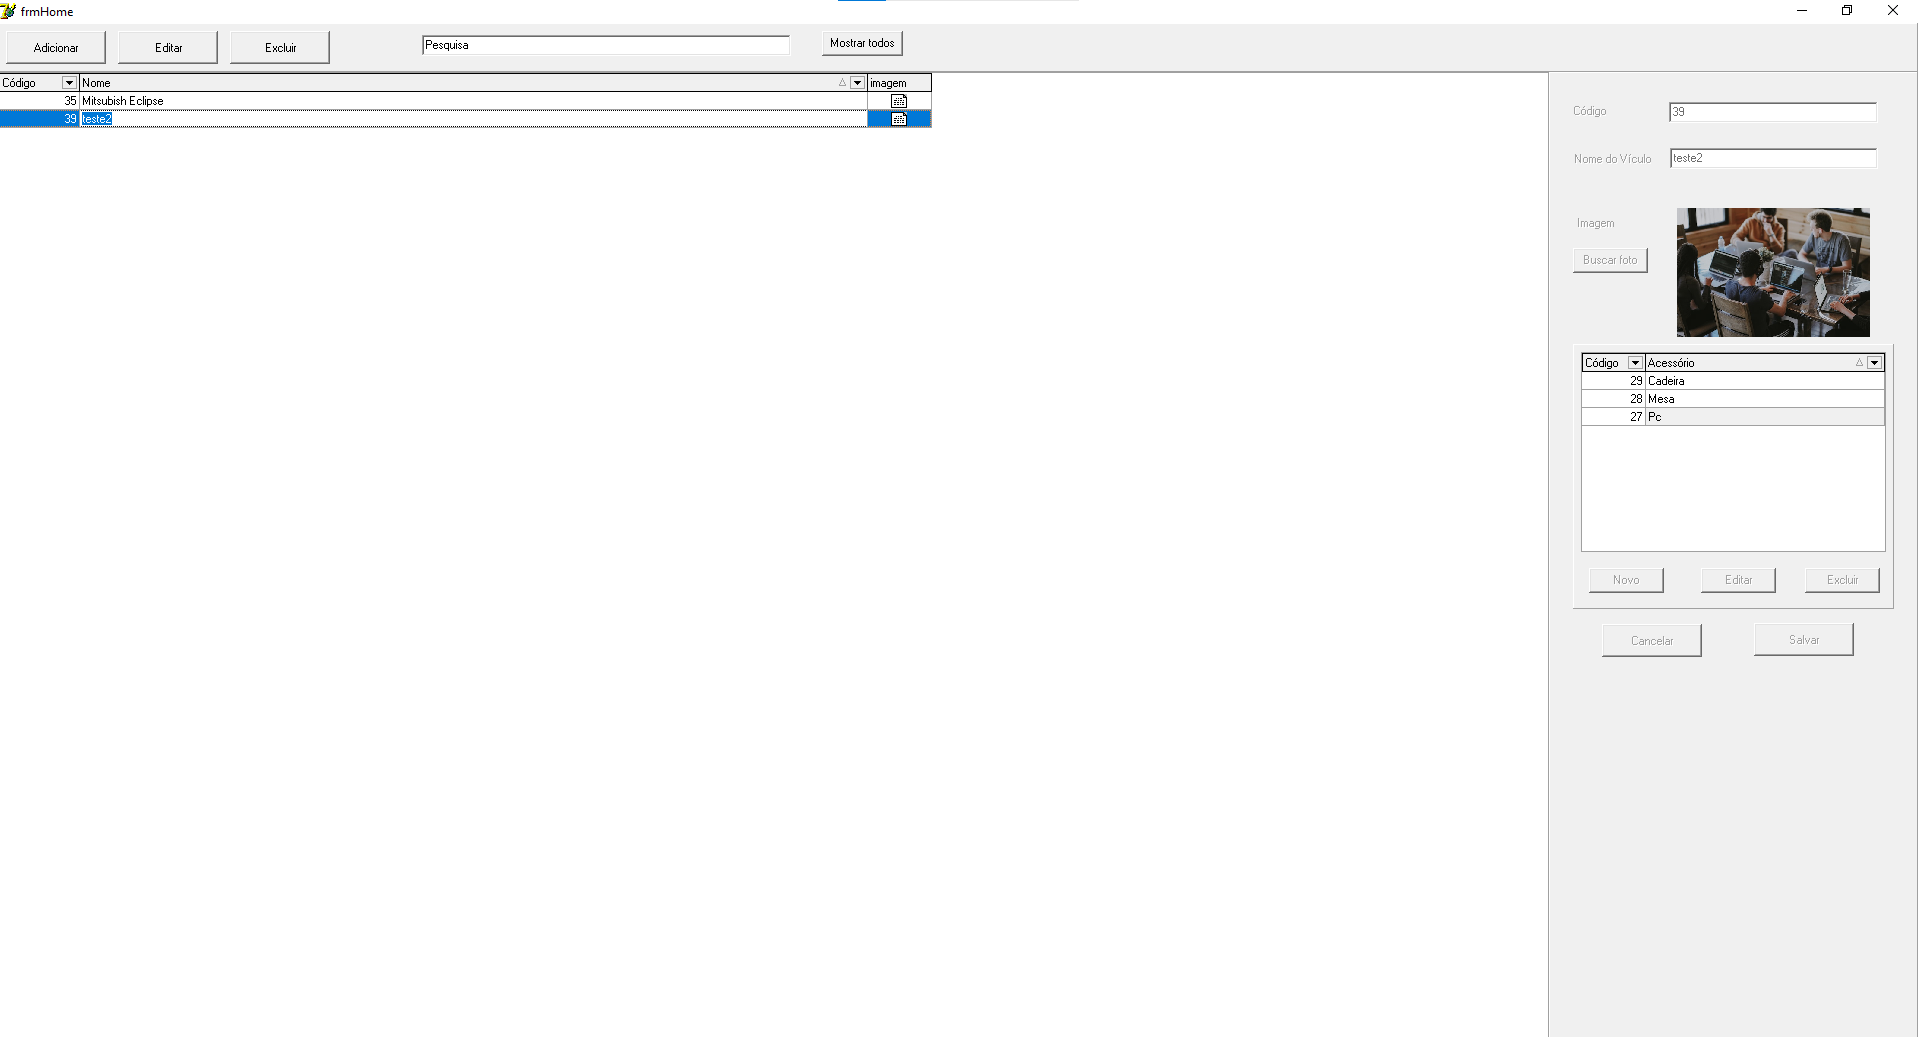 frmHome
Adicionar Editar Excluir Pesquisa Mostrar todos
Código Nome imagem
35 Mitsubish Eclipse
39 teste2
Código 39
Nome do Vículo teste2
Imagem
Buscar foto
Código Acessório
29 Cadeira
28 Mesa
27 Pc
Novo Editar Excluir
Cancelar Salvar